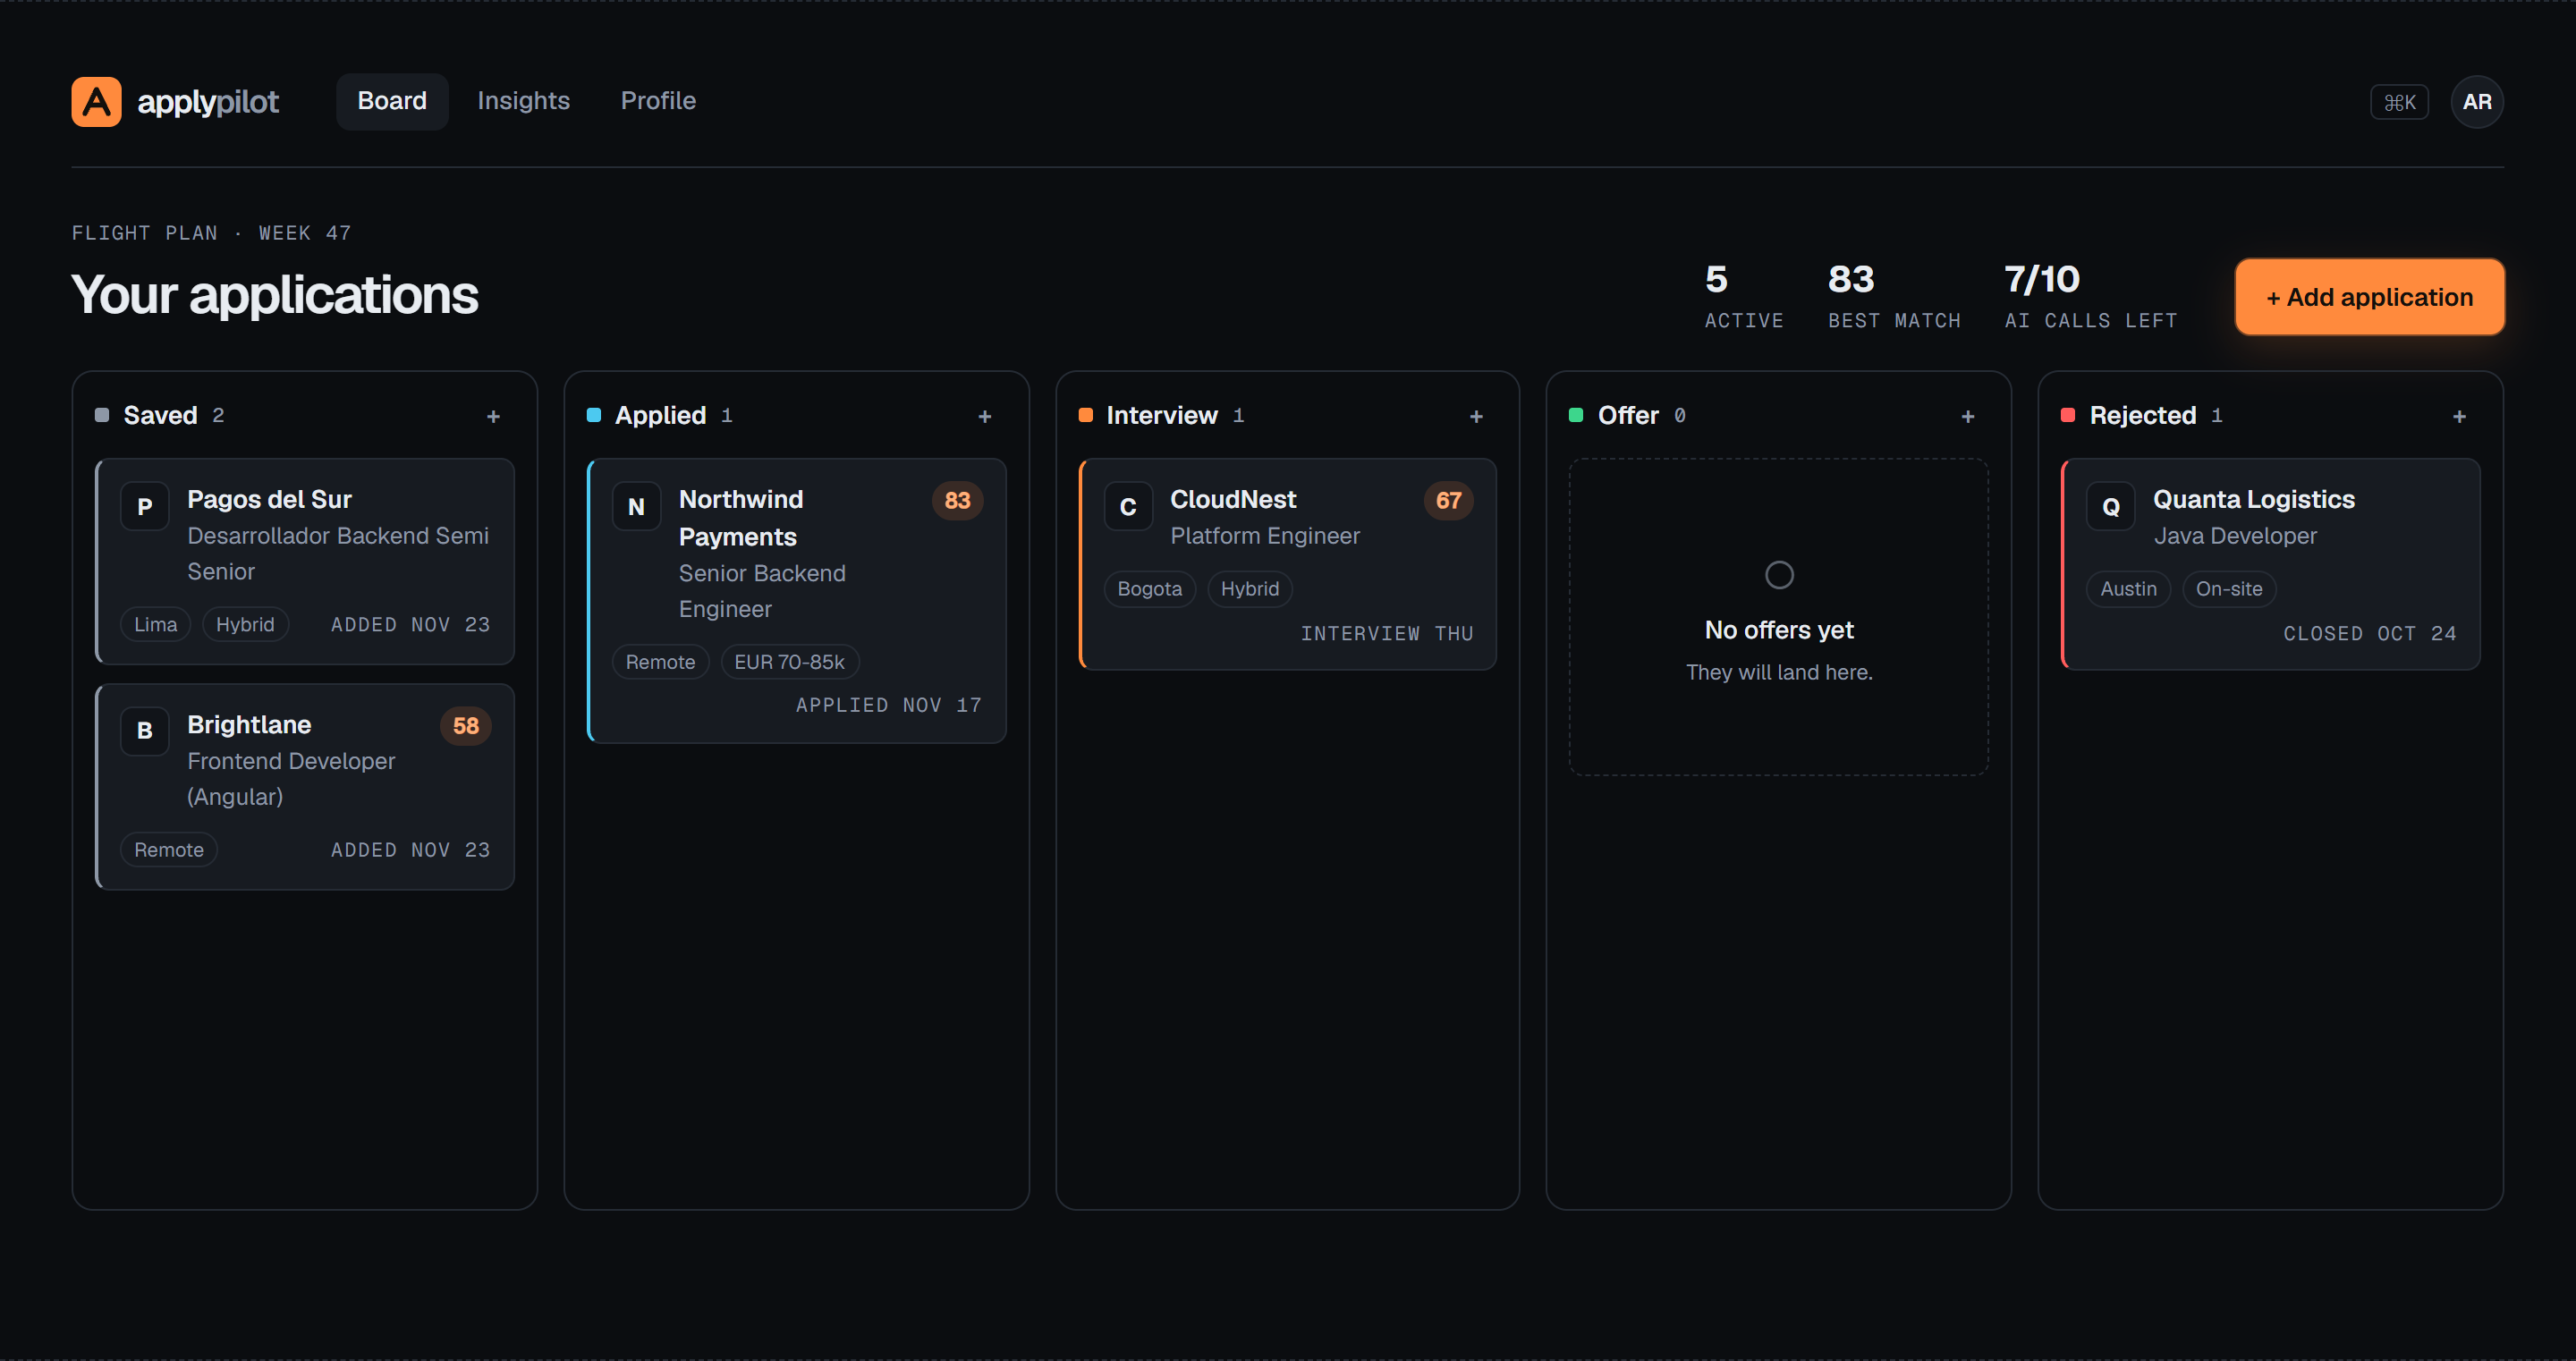 A applypilot
Board
Insights
Profile
⌘K
AR
FLIGHT PLAN · WEEK 47
Your applications
5
ACTIVE
83
BEST MATCH
7/10
AI CALLS LEFT
+ Add application
Saved 2 +
P
Pagos del Sur
Desarrollador Backend Semi
Senior
Lima
Hybrid
ADDED NOV 23
B
Brightlane
58
Frontend Developer
(Angular)
Remote
ADDED NOV 23
Applied 1 +
N
Northwind
Payments
83
Senior Backend
Engineer
Remote
EUR 70-85k
APPLIED NOV 17
Interview 1 +
C
CloudNest
67
Platform Engineer
Bogota
Hybrid
INTERVIEW THU
Offer 0 +
No offers yet
They will land here.
Rejected 1 +
Q
Quanta Logistics
Java Developer
Austin
On-site
CLOSED OCT 24